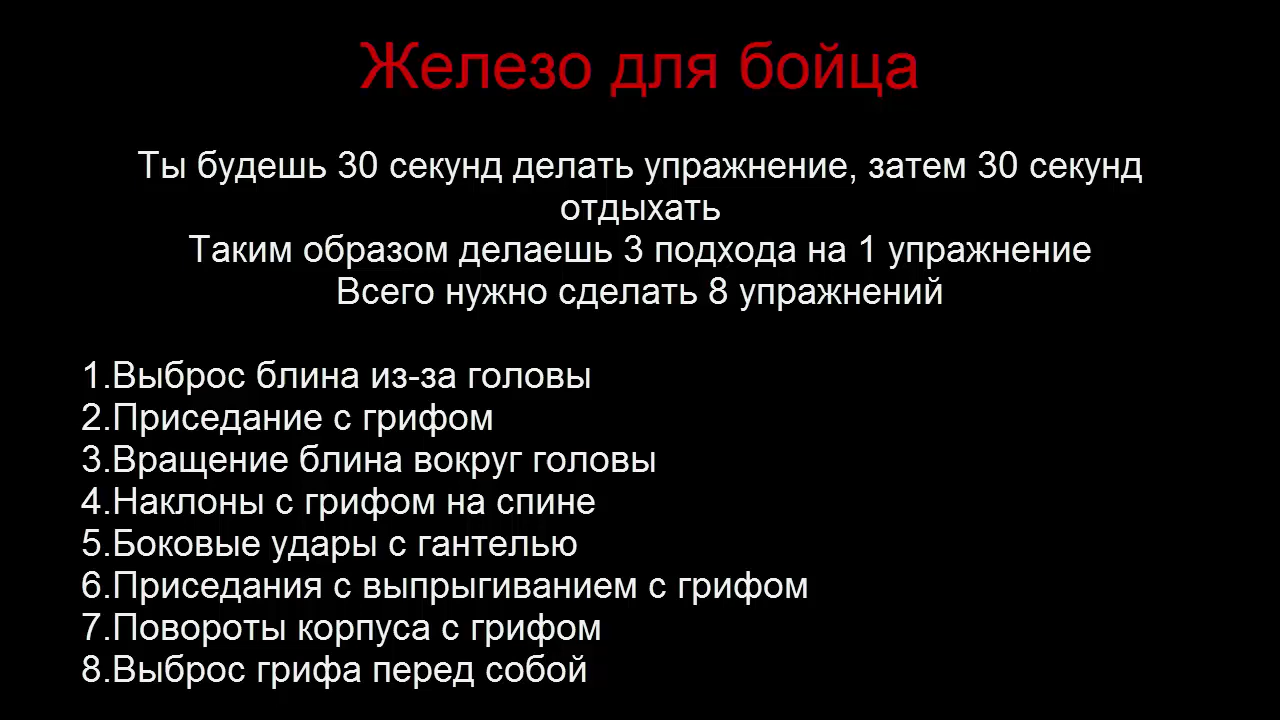 Железо для бойца
Ты будешь 30 секунд делать упражнение, затем 30 секунд
отдыхать
Таким образом делаешь 3 подхода на 1 упражнение
Всего нужно сделать 8 упражнений
1.Выброс блина из-за головы
2.Приседание с грифом
3.Вращение блина вокруг головы
4.Наклоны с грифом на спине
5.Боковые удары с гантелью
6.Приседания с выпрыгиванием с грифом
7.Повороты корпуса с грифом
8.Выброс грифа перед собой